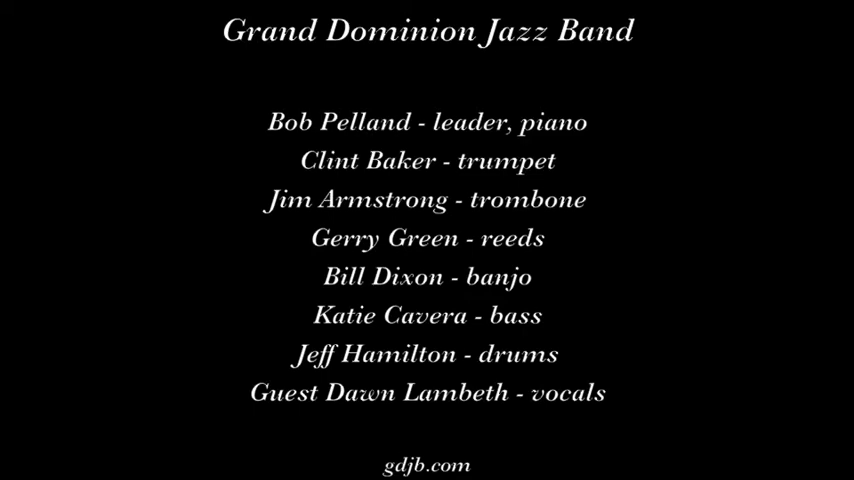 Grand Dominion Jazz Band
Bob Pelland - leader, piano
Clint Baker - trumpet
Jim Armstrong - trombone
Gerry Green - reeds
Bill Dixon - banjo
Katie Cavera - bass
Jeff Hamilton - drums
Guest Dawn Lambeth - vocals
gdjb.com